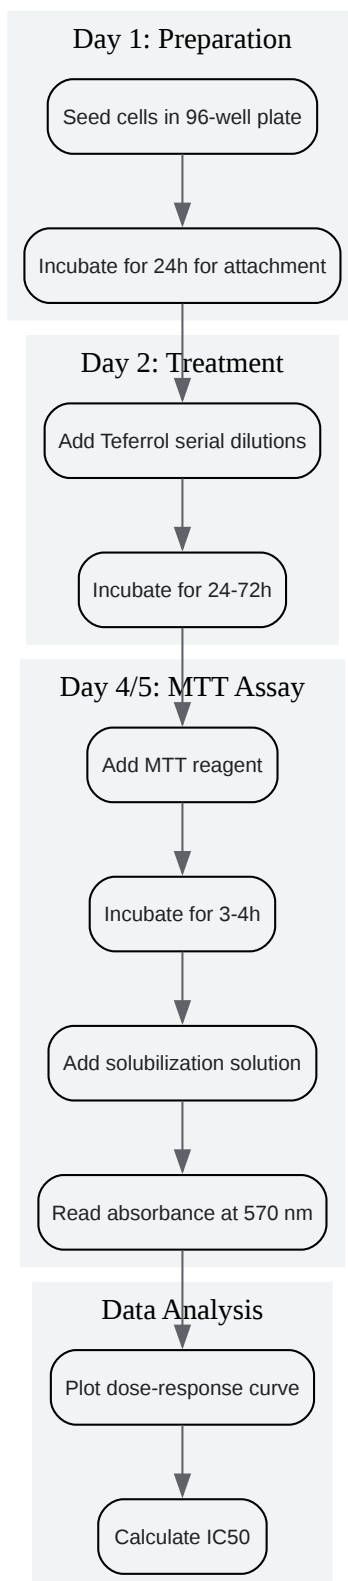 Day 1: Preparation
Seed cells in 96-well plate
Incubate for 24h for attachment
Day 2: Treatment
Add Teferrol serial dilutions
Incubate for 24-72h
Day 4/5: MTT Assay
Add MTT reagent
Incubate for 3-4h
Add solubilization solution
Read absorbance at 570 nm
Data Analysis
Plot dose-response curve
Calculate IC50